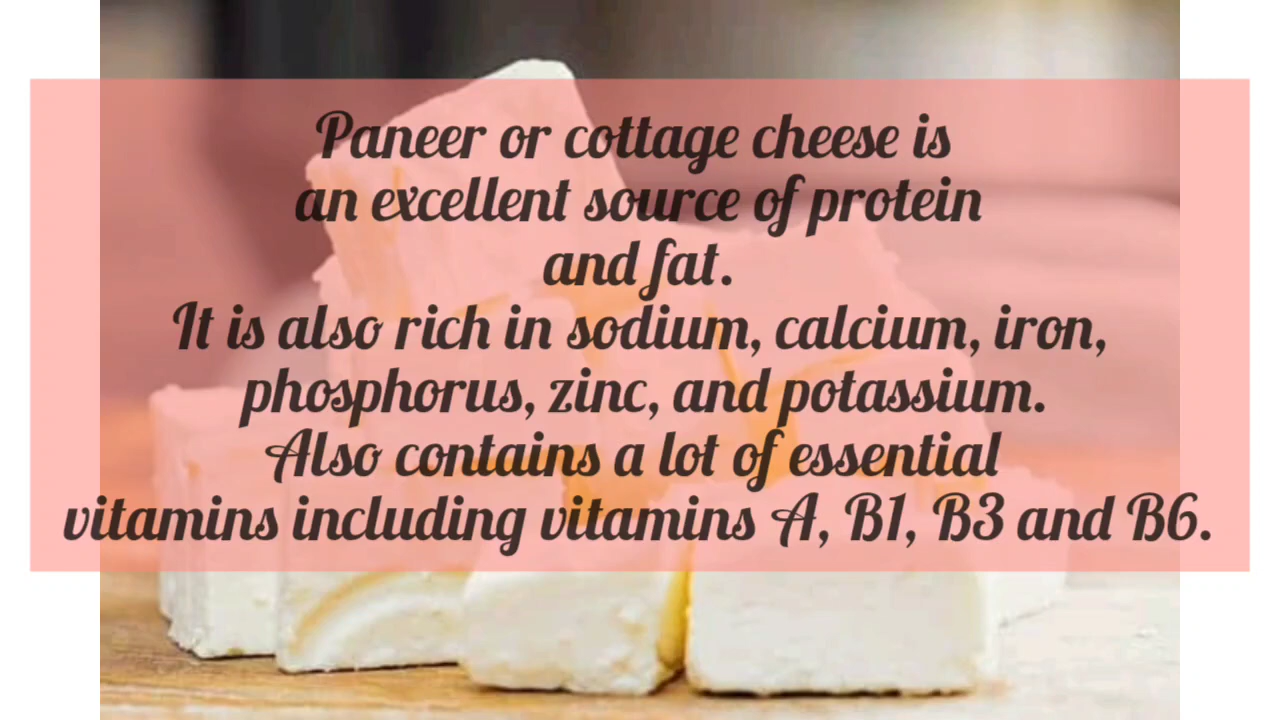 Paneer or cottage cheese is
an excellent source of protein
and fat.
It is also rich in sodium, calcium, iron,
phosphorus, zinc, and potassium.
Also contains a lot of essential
vitamins including vitamins A, B1, B3 and B6.